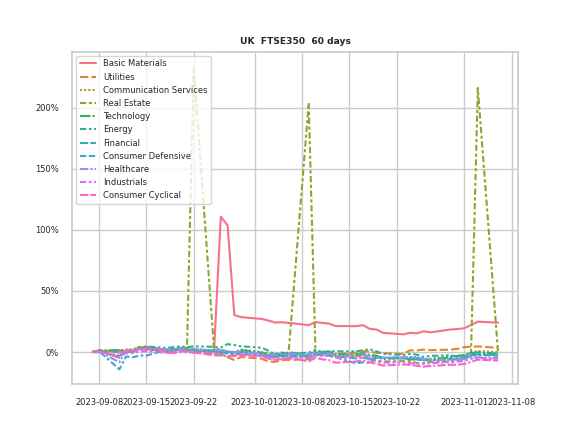 UK FTSE350 60 days
Basic Materials
Utilities
Communication Services
Real Estate
Technology
Energy
Financial
Consumer Defensive
Healthcare
Industrials
Consumer Cyclical
200%
150%
100%
50%
0%
2023-09-08 2023-09-15 2023-09-22 2023-10-01 2023-10-08 2023-10-15 2023-10-22 2023-11-01 2023-11-08